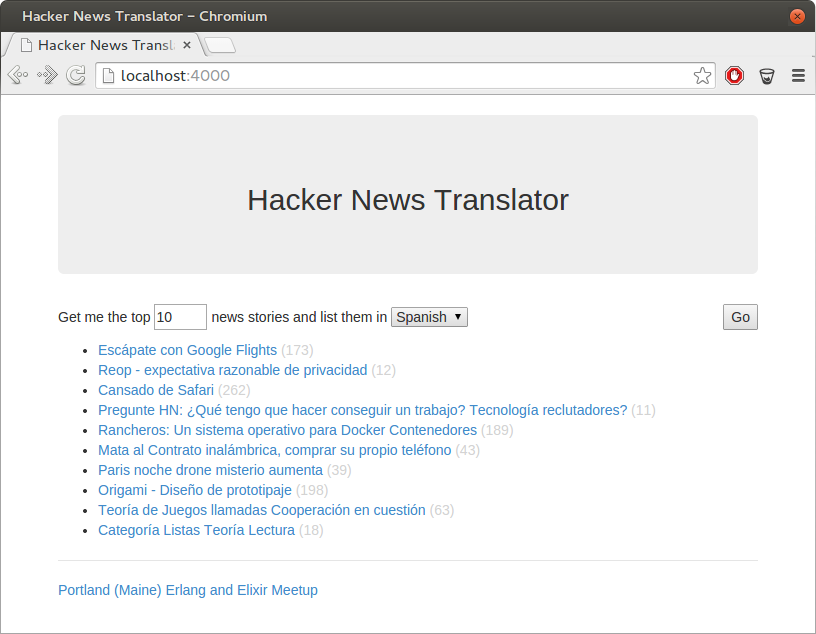 Hacker News Translator - Chromium
Hacker News Transl
localhost:4000
Hacker News Translator
Get me the top 10 news stories and list them in Spanish Go
Escápate con Google Flights (173)
Reop - expectativa razonable de privacidad (12)
Cansado de Safari (262)
Pregunte HN: ¿Qué tengo que hacer conseguir un trabajo? Tecnología reclutadores? (11)
Rancheros: Un sistema operativo para Docker Contenedores (189)
Mata al Contrato inalámbrica, comprar su propio teléfono (43)
Paris noche drone misterio aumenta (39)
Origami - Diseño de prototipaje (198)
Teoría de Juegos llamadas Cooperación en cuestión (63)
Categoría Listas Teoría Lectura (18)
Portland (Maine) Erlang and Elixir Meetup